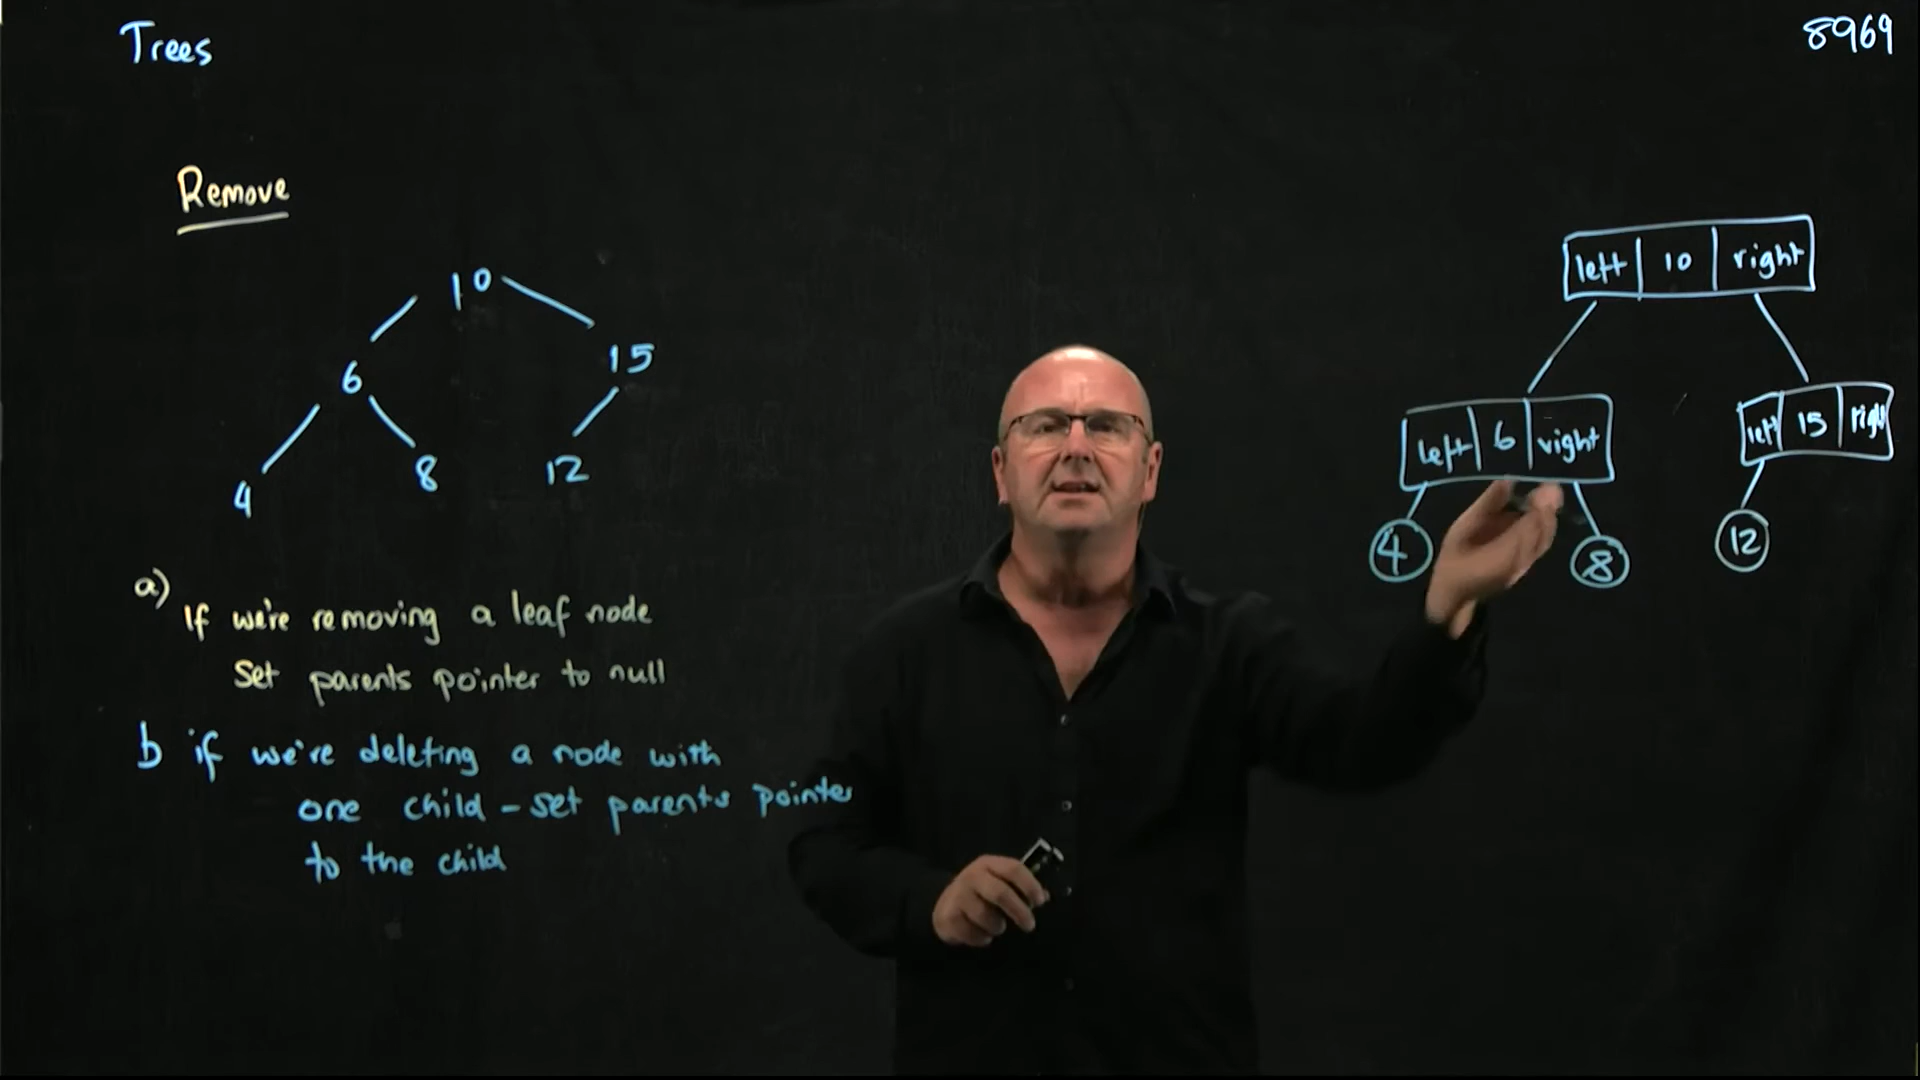 Trees
8969
Remove
10
6
15
4
8
12
a)
If we're removing a leaf node
Set parents pointer to null
b if we're deleting a node with
one child - set parents pointer
to the child
left 10 right
left 6 right
left 15 right
4
8
12